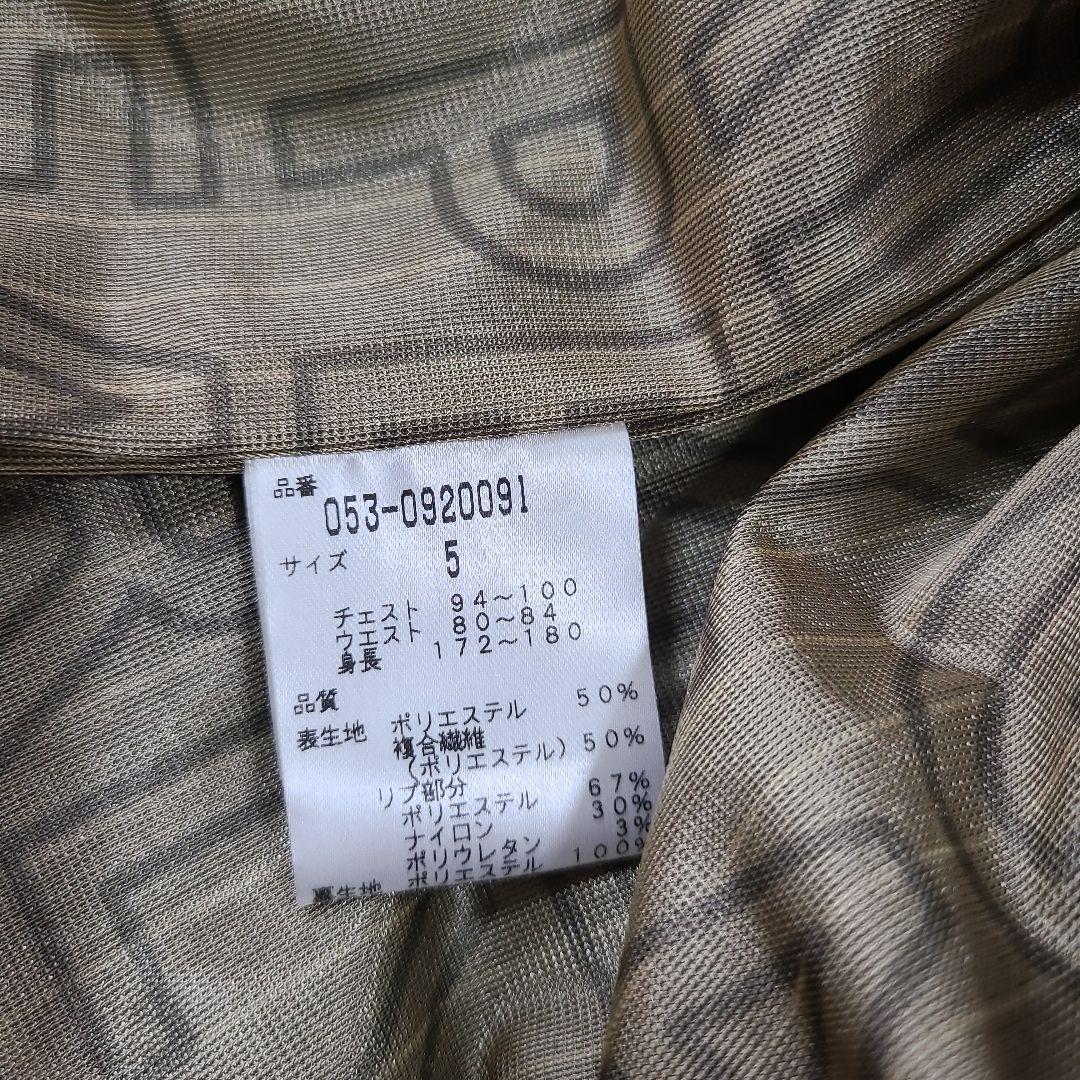 品番
053-0920091
サイズ 5
チェスト 94～100
ウエスト 80～84
身長 172～180
品質
表生地 ポリエステル 50%
複合繊維
(ポリエステル) 50%
リブ部分
ポリエステル 67%
ナイロン 30%
ポリウレタン 3%
裏生地 ポリエステル 100%